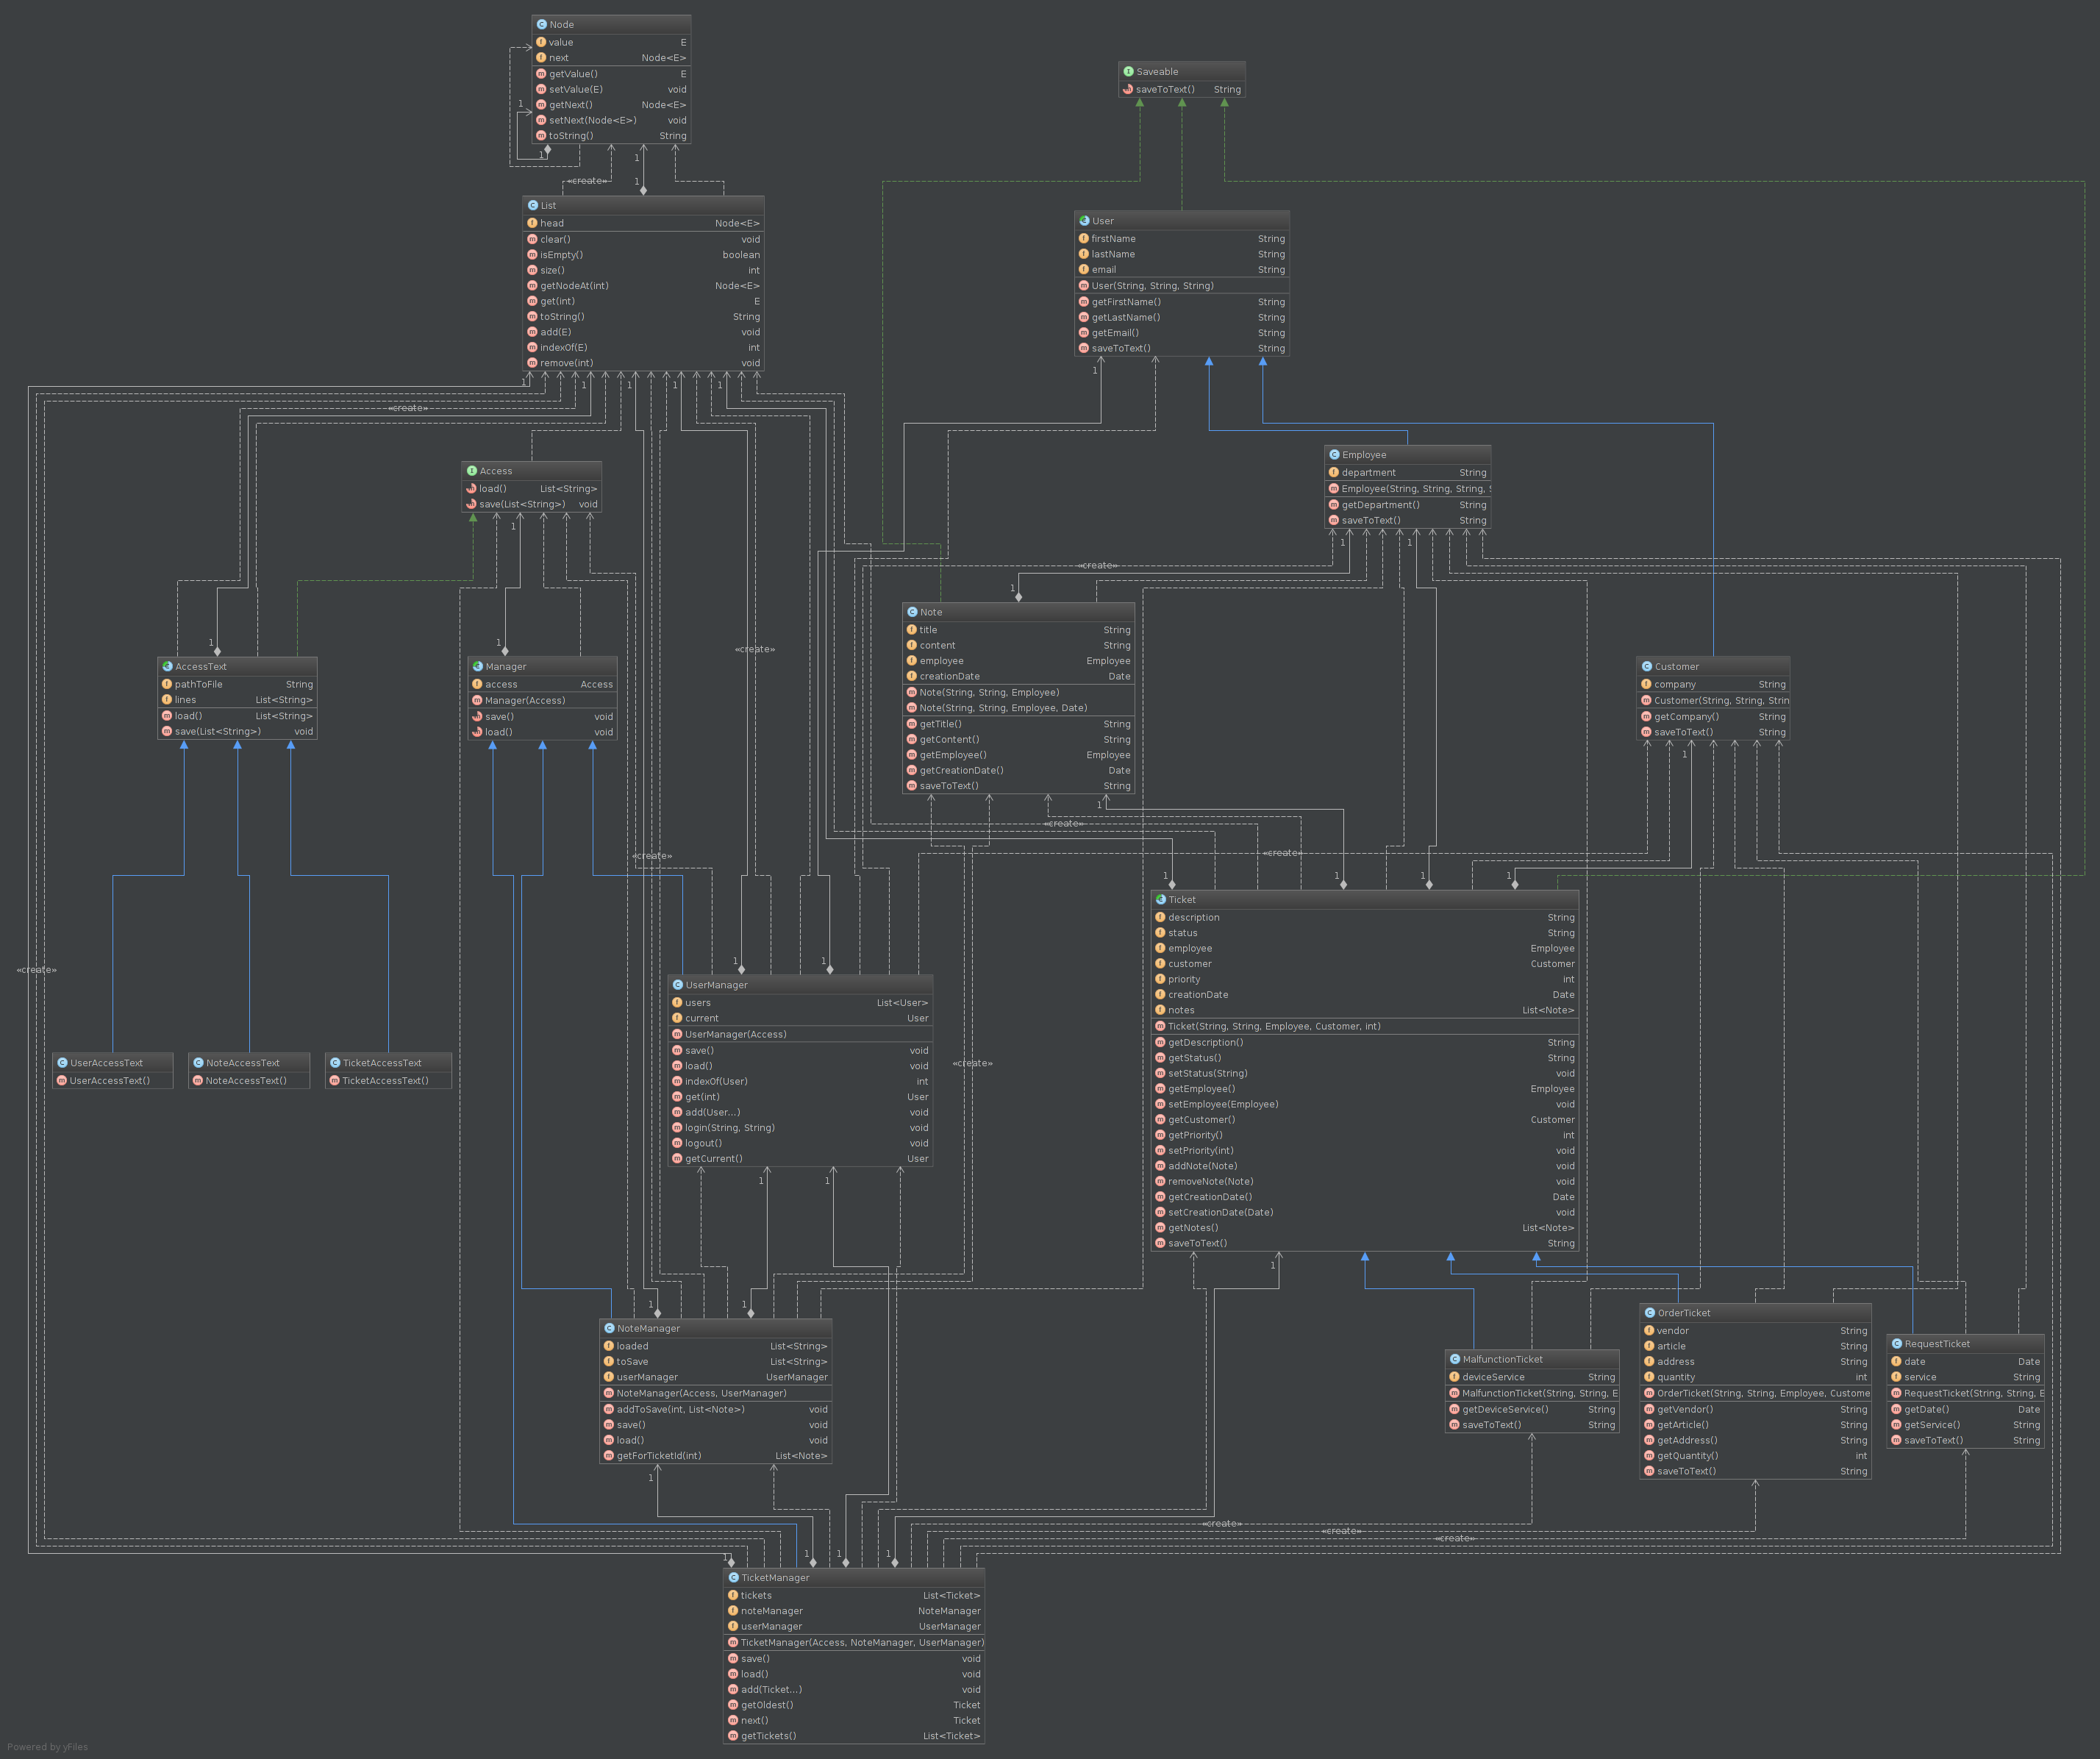 Node
value E
next Node<E>
getValue() E
setValue(E) void
getNext() Node<E>
setNext(Node<E>) void
toString() String
1
1
«create»
1
1
Saveable
saveToText() String
List
head Node<E>
clear() void
isEmpty() boolean
size() int
getNodeAt(int) Node<E>
get(int) E
toString() String
add(E) void
indexOf(E) int
remove(int) void
User
firstName String
lastName String
email String
User(String, String, String)
getFirstName() String
getLastName() String
getEmail() String
saveToText() String
1
1
1
1
1
1
«create»
Employee
department String
Employee(String, String, String, S
getDepartment() String
saveToText() String
Access
load() List<String>
save(List<String>) void
1
1
1
«create»
1
Note
title String
content String
employee Employee
creationDate Date
Note(String, String, Employee)
Note(String, String, Employee, Date)
getTitle() String
getContent() String
getEmployee() Employee
getCreationDate() Date
saveToText() String
1
1
«create»
AccessText
pathToFile String
lines List<String>
load() List<String>
save(List<String>) void
Manager
access Access
Manager(Access)
save() void
load() void
Customer
company String
Customer(String, String, Strin
getCompany() String
saveToText() String
1
1
«create»
«create»
«create»
1
1
1
1
Ticket
description String
status String
employee Employee
customer Customer
priority int
creationDate Date
notes List<Note>
Ticket(String, String, Employee, Customer, int)
getDescription() String
getStatus() String
setStatus(String) void
getEmployee() Employee
setEmployee(Employee) void
getCustomer() Customer
getPriority() int
setPriority(int) void
addNote(Note) void
removeNote(Note) void
getCreationDate() Date
setCreationDate(Date) void
getNotes() List<Note>
saveToText() String
«create»
1
1
UserManager
users List<User>
current User
UserManager(Access)
save() void
load() void
indexOf(User) int
get(int) User
add(User...) void
login(String, String) void
logout() void
getCurrent() User
«create»
UserAccessText
UserAccessText()
NoteAccessText
NoteAccessText()
TicketAccessText
TicketAccessText()
1
1
1
1
1
NoteManager
loaded List<String>
toSave List<String>
userManager UserManager
NoteManager(Access, UserManager)
addToSave(int, List<Note>) void
save() void
load() void
getForTicketId(int) List<Note>
MalfunctionTicket
deviceService String
MalfunctionTicket(String, String, E
getDeviceService() String
saveToText() String
OrderTicket
vendor String
article String
address String
quantity int
OrderTicket(String, String, Employee, Custome
getVendor() String
getArticle() String
getAddress() String
getQuantity() int
saveToText() String
RequestTicket
date Date
service String
RequestTicket(String, String, E
getDate() Date
getService() String
saveToText() String
1
«create»
«create»
«create»
1
1
1
1
TicketManager
tickets List<Ticket>
noteManager NoteManager
userManager UserManager
TicketManager(Access, NoteManager, UserManager)
save() void
load() void
add(Ticket...) void
getOldest() Ticket
next() Ticket
getTickets() List<Ticket>
Powered by yFiles